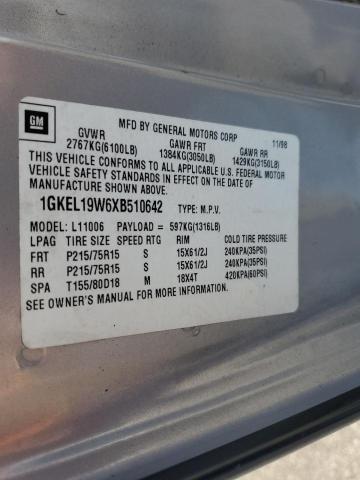 GM
MFD BY GENERAL MOTORS CORP 11/98
GVWR GAWR FRT GAWR RR
2767KG(6100LB) 1384KG(3050LB) 1429KG(3150LB)
THIS VEHICLE CONFORMS TO ALL APPLICABLE U.S. FEDERAL MOTOR
VEHICLE SAFETY STANDARDS IN EFFECT ON THE DATE OF
MANUFACTURE SHOWN ABOVE.
1GKEL19W6XB510642 TYPE: M.P.V.
MODEL: L11006 PAYLOAD = 597KG(1316LB)
LPAG TIRE SIZE SPEED RTG RIM COLD TIRE PRESSURE
FRT P215/75R15 S 15X61/2J 240KPA(35PSI)
RR P215/75R15 S 15X61/2J 240KPA(35PSI)
SPA T155/80D18 M 18X4T 420KPA(60PSI)
SEE OWNER'S MANUAL FOR MORE INFORMATION.